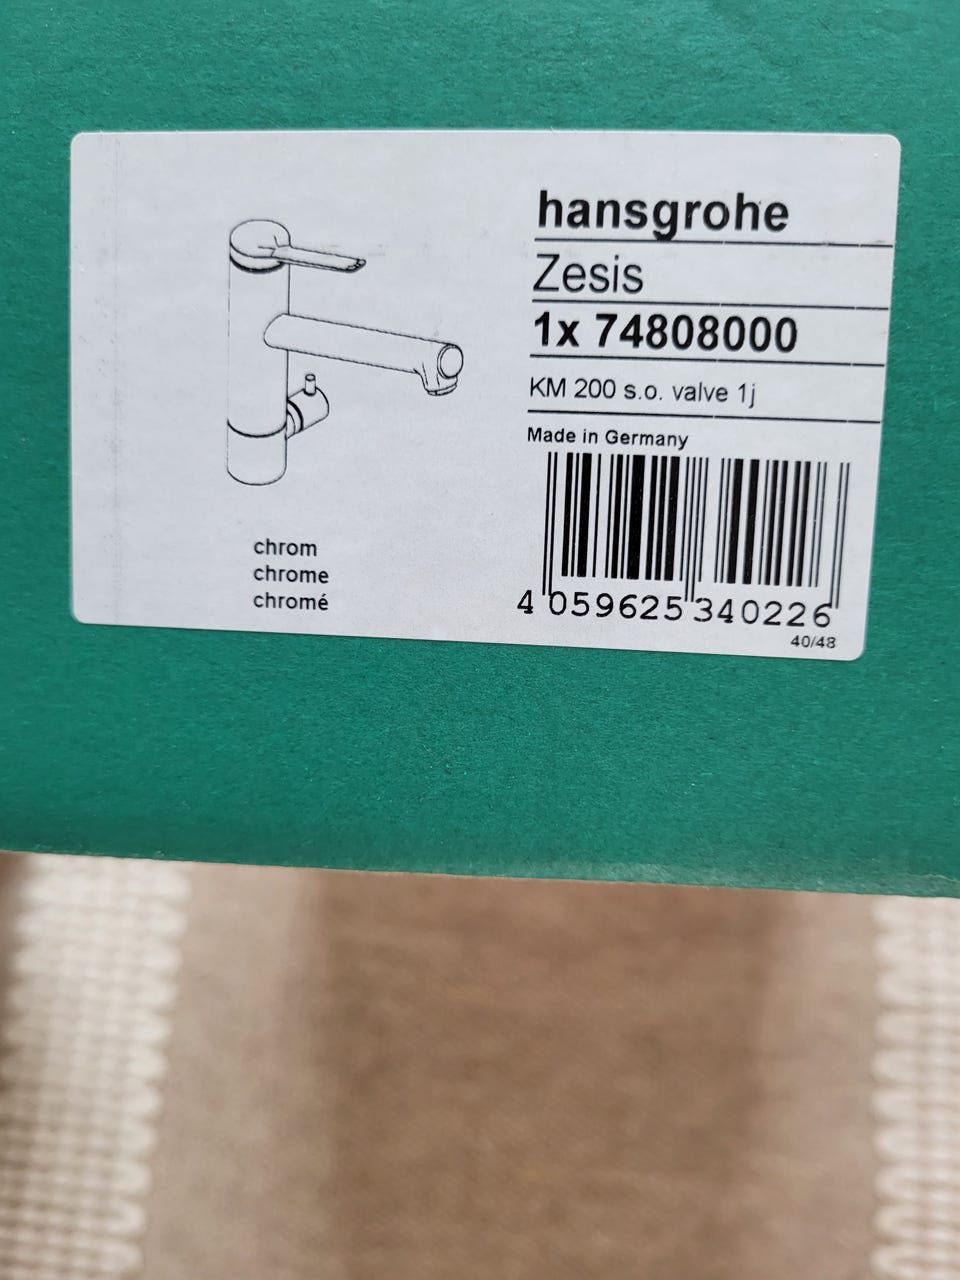 hansgrohe
Zesis
1x 74808000
KM 200 s.o. valve 1j
Made in Germany
4 059625 340226
40/48
chrom
chrome
chromé